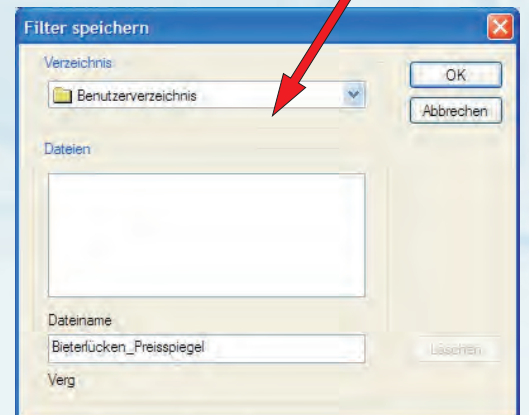 Filter speichern
Verzeichnis
Benutzerverzeichnis
OK
Abbrechen
Dateien
Dateiname
Bieterlücken_Preisspiegel
Löschen
Verg